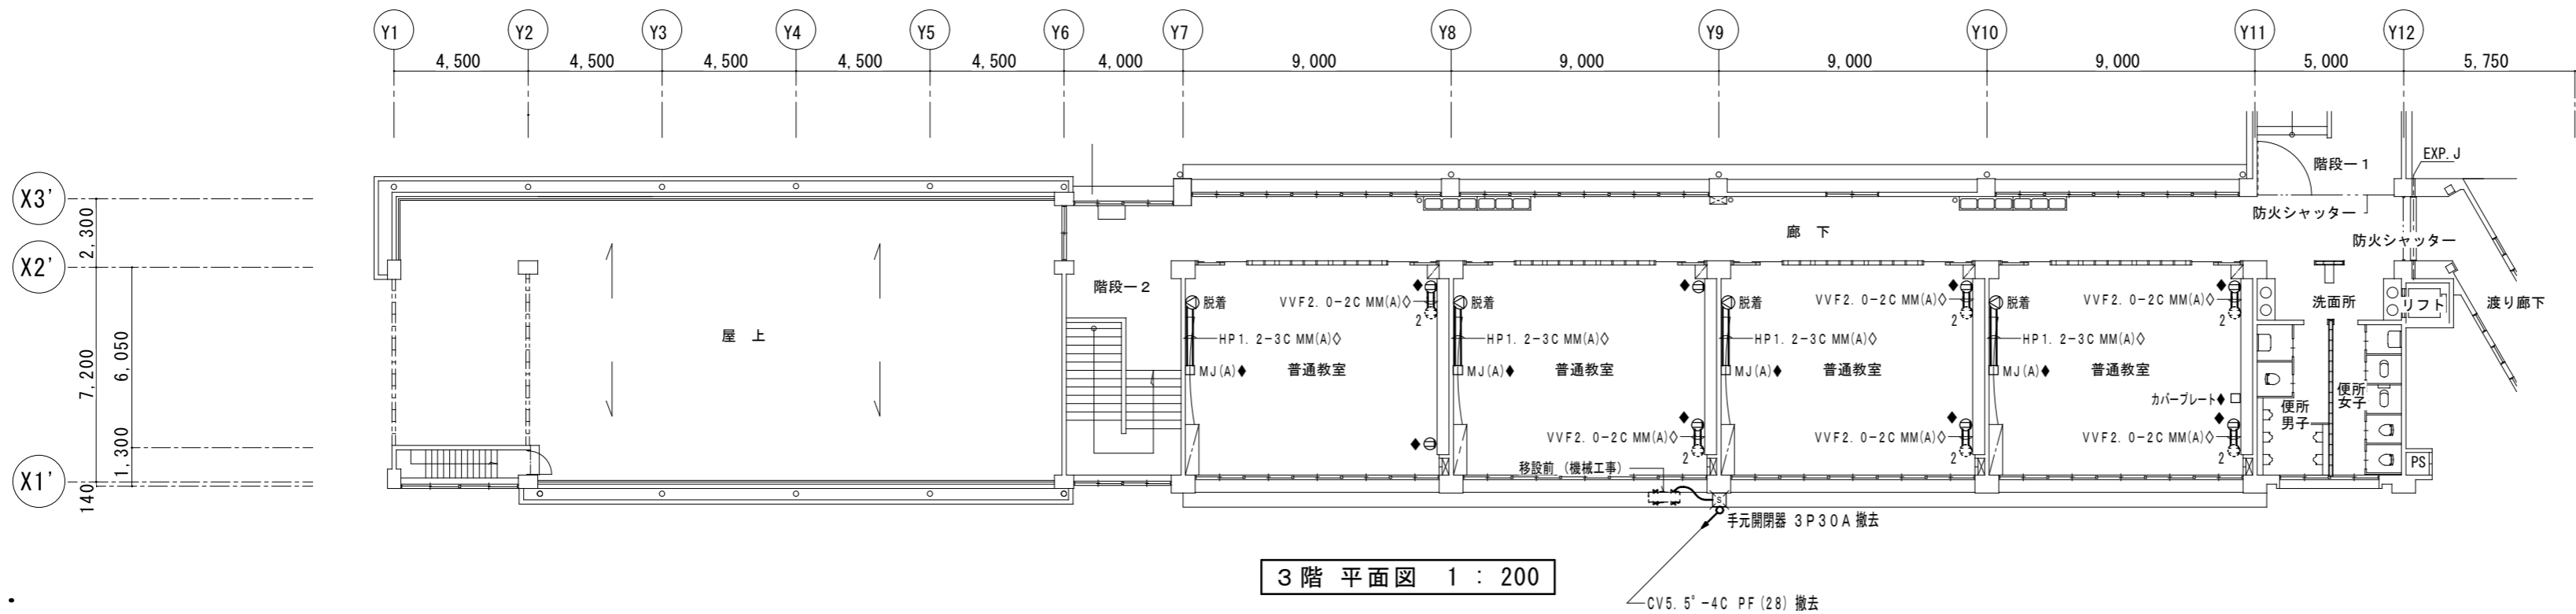 Y1 Y2 Y3 Y4 Y5 Y6 Y7 Y8 Y9 Y10 Y11 Y12
4,500 4,500 4,500 4,500 4,500 4,000 9,000 9,000 9,000 9,000 5,000 5,750
階段－1
EXP.J
X3'
防火シャッター
2,300
廊 下
防火シャッター
X2'
階段－2
脱着 VVF2.0-2C MM(A)◇ 脱着 脱着 VVF2.0-2C MM(A)◇ 脱着 VVF2.0-2C MM(A)◇
洗面所 リフト 渡り廊下
2 2 2
屋 上
HP1.2-3C MM(A)◇ HP1.2-3C MM(A)◇ HP1.2-3C MM(A)◇ HP1.2-3C MM(A)◇
7,200
6,050
MJ(A)◆ 普通教室 MJ(A)◆ 普通教室 MJ(A)◆ 普通教室 MJ(A)◆ 普通教室
カバープレート◆
便所
男子
便所
女子
VVF2.0-2C MM(A)◇ VVF2.0-2C MM(A)◇ VVF2.0-2C MM(A)◇
2 2 2
1,300
移設前（機械工事）
PS
X1'
140
S
手元開閉器 3P30A 撤去
3階 平面図 1 : 200
CV5.5°-4C PF(28) 撤去